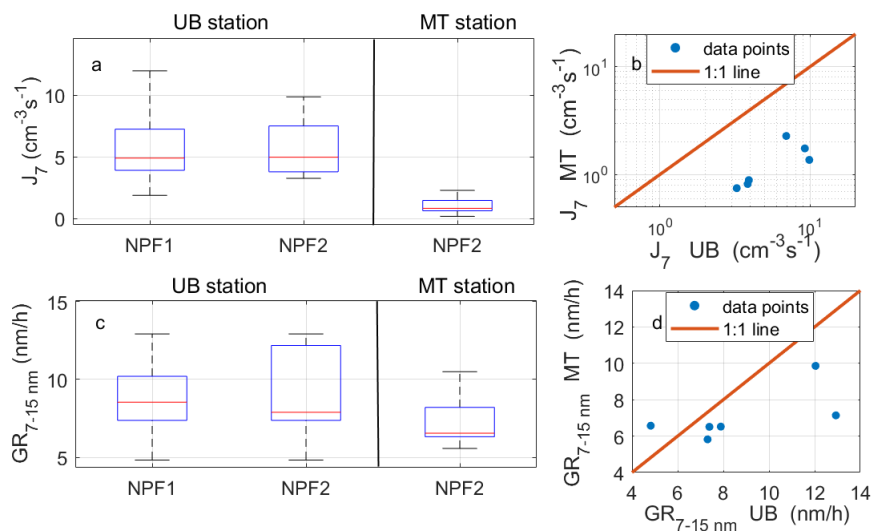 UB station MT station
a
J7 (cm-3s-1)
10
5
0
NPF1 NPF2 NPF2
b
data points
1:1 line
J7 MT (cm-3s-1)
10^1
10^0
10^0 10^1
J7 UB (cm-3s-1)
UB station MT station
c
GR7-15 nm (nm/h)
15
10
5
NPF1 NPF2 NPF2
d
data points
1:1 line
GR7-15 nm MT (nm/h)
14
12
10
8
6
4
4 6 8 10 12 14
GR7-15 nm UB (nm/h)